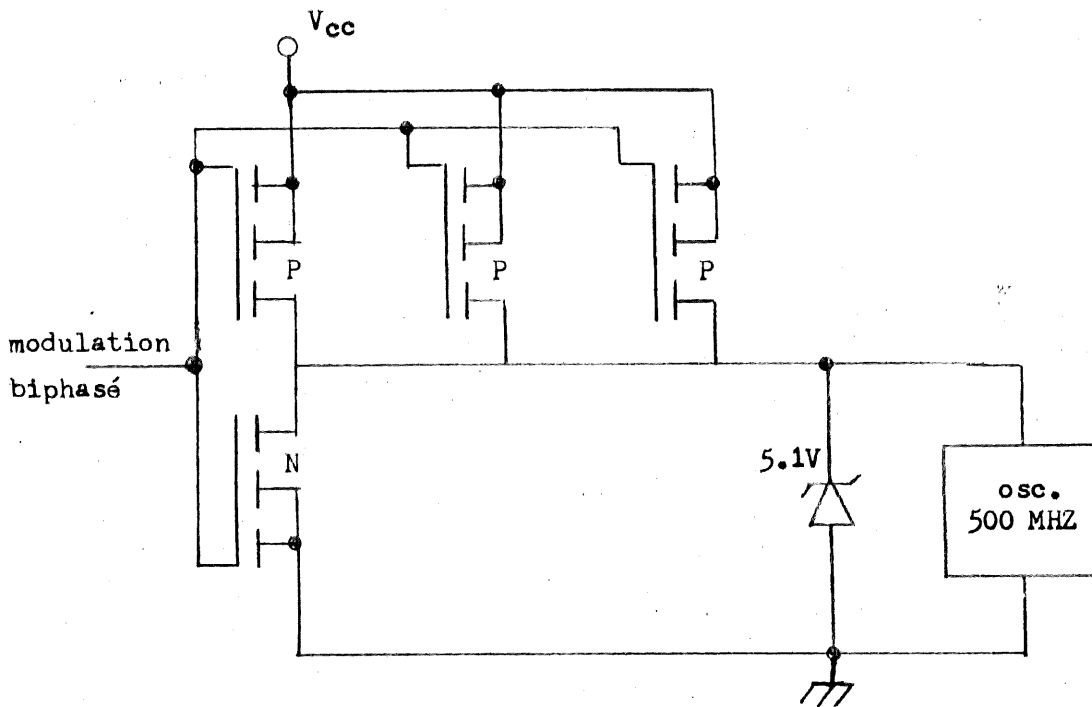 Vcc
P
P
P
modulation
biphasé
N
5.1V
osc.
500 MHZ